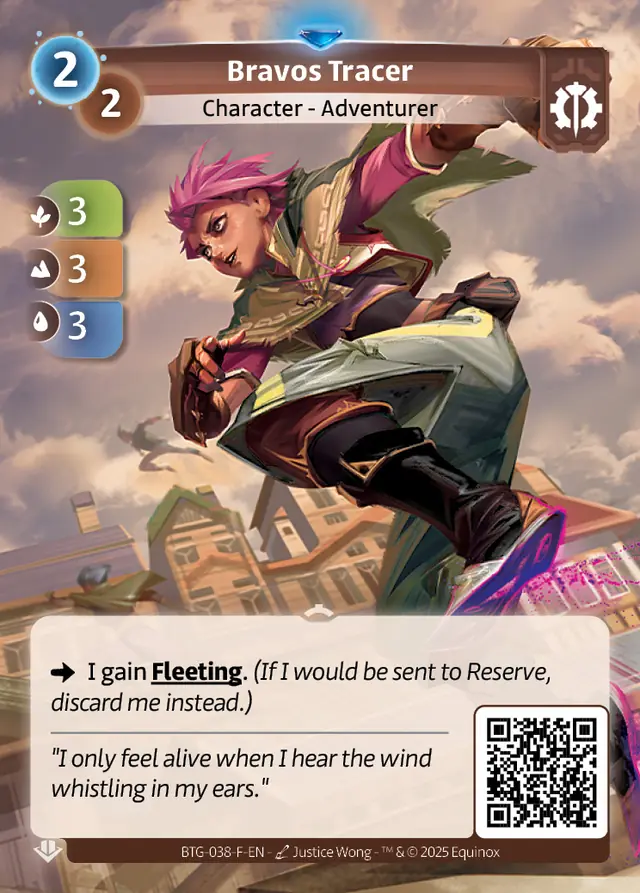 2
Bravos Tracer
2
Character - Adventurer
3
3
3
I gain Fleeting. (If I would be sent to Reserve,
discard me instead.)
"I only feel alive when I hear the wind
whistling in my ears."
BTG-038-F-EN - Justice Wong - ™ & © 2025 Equinox